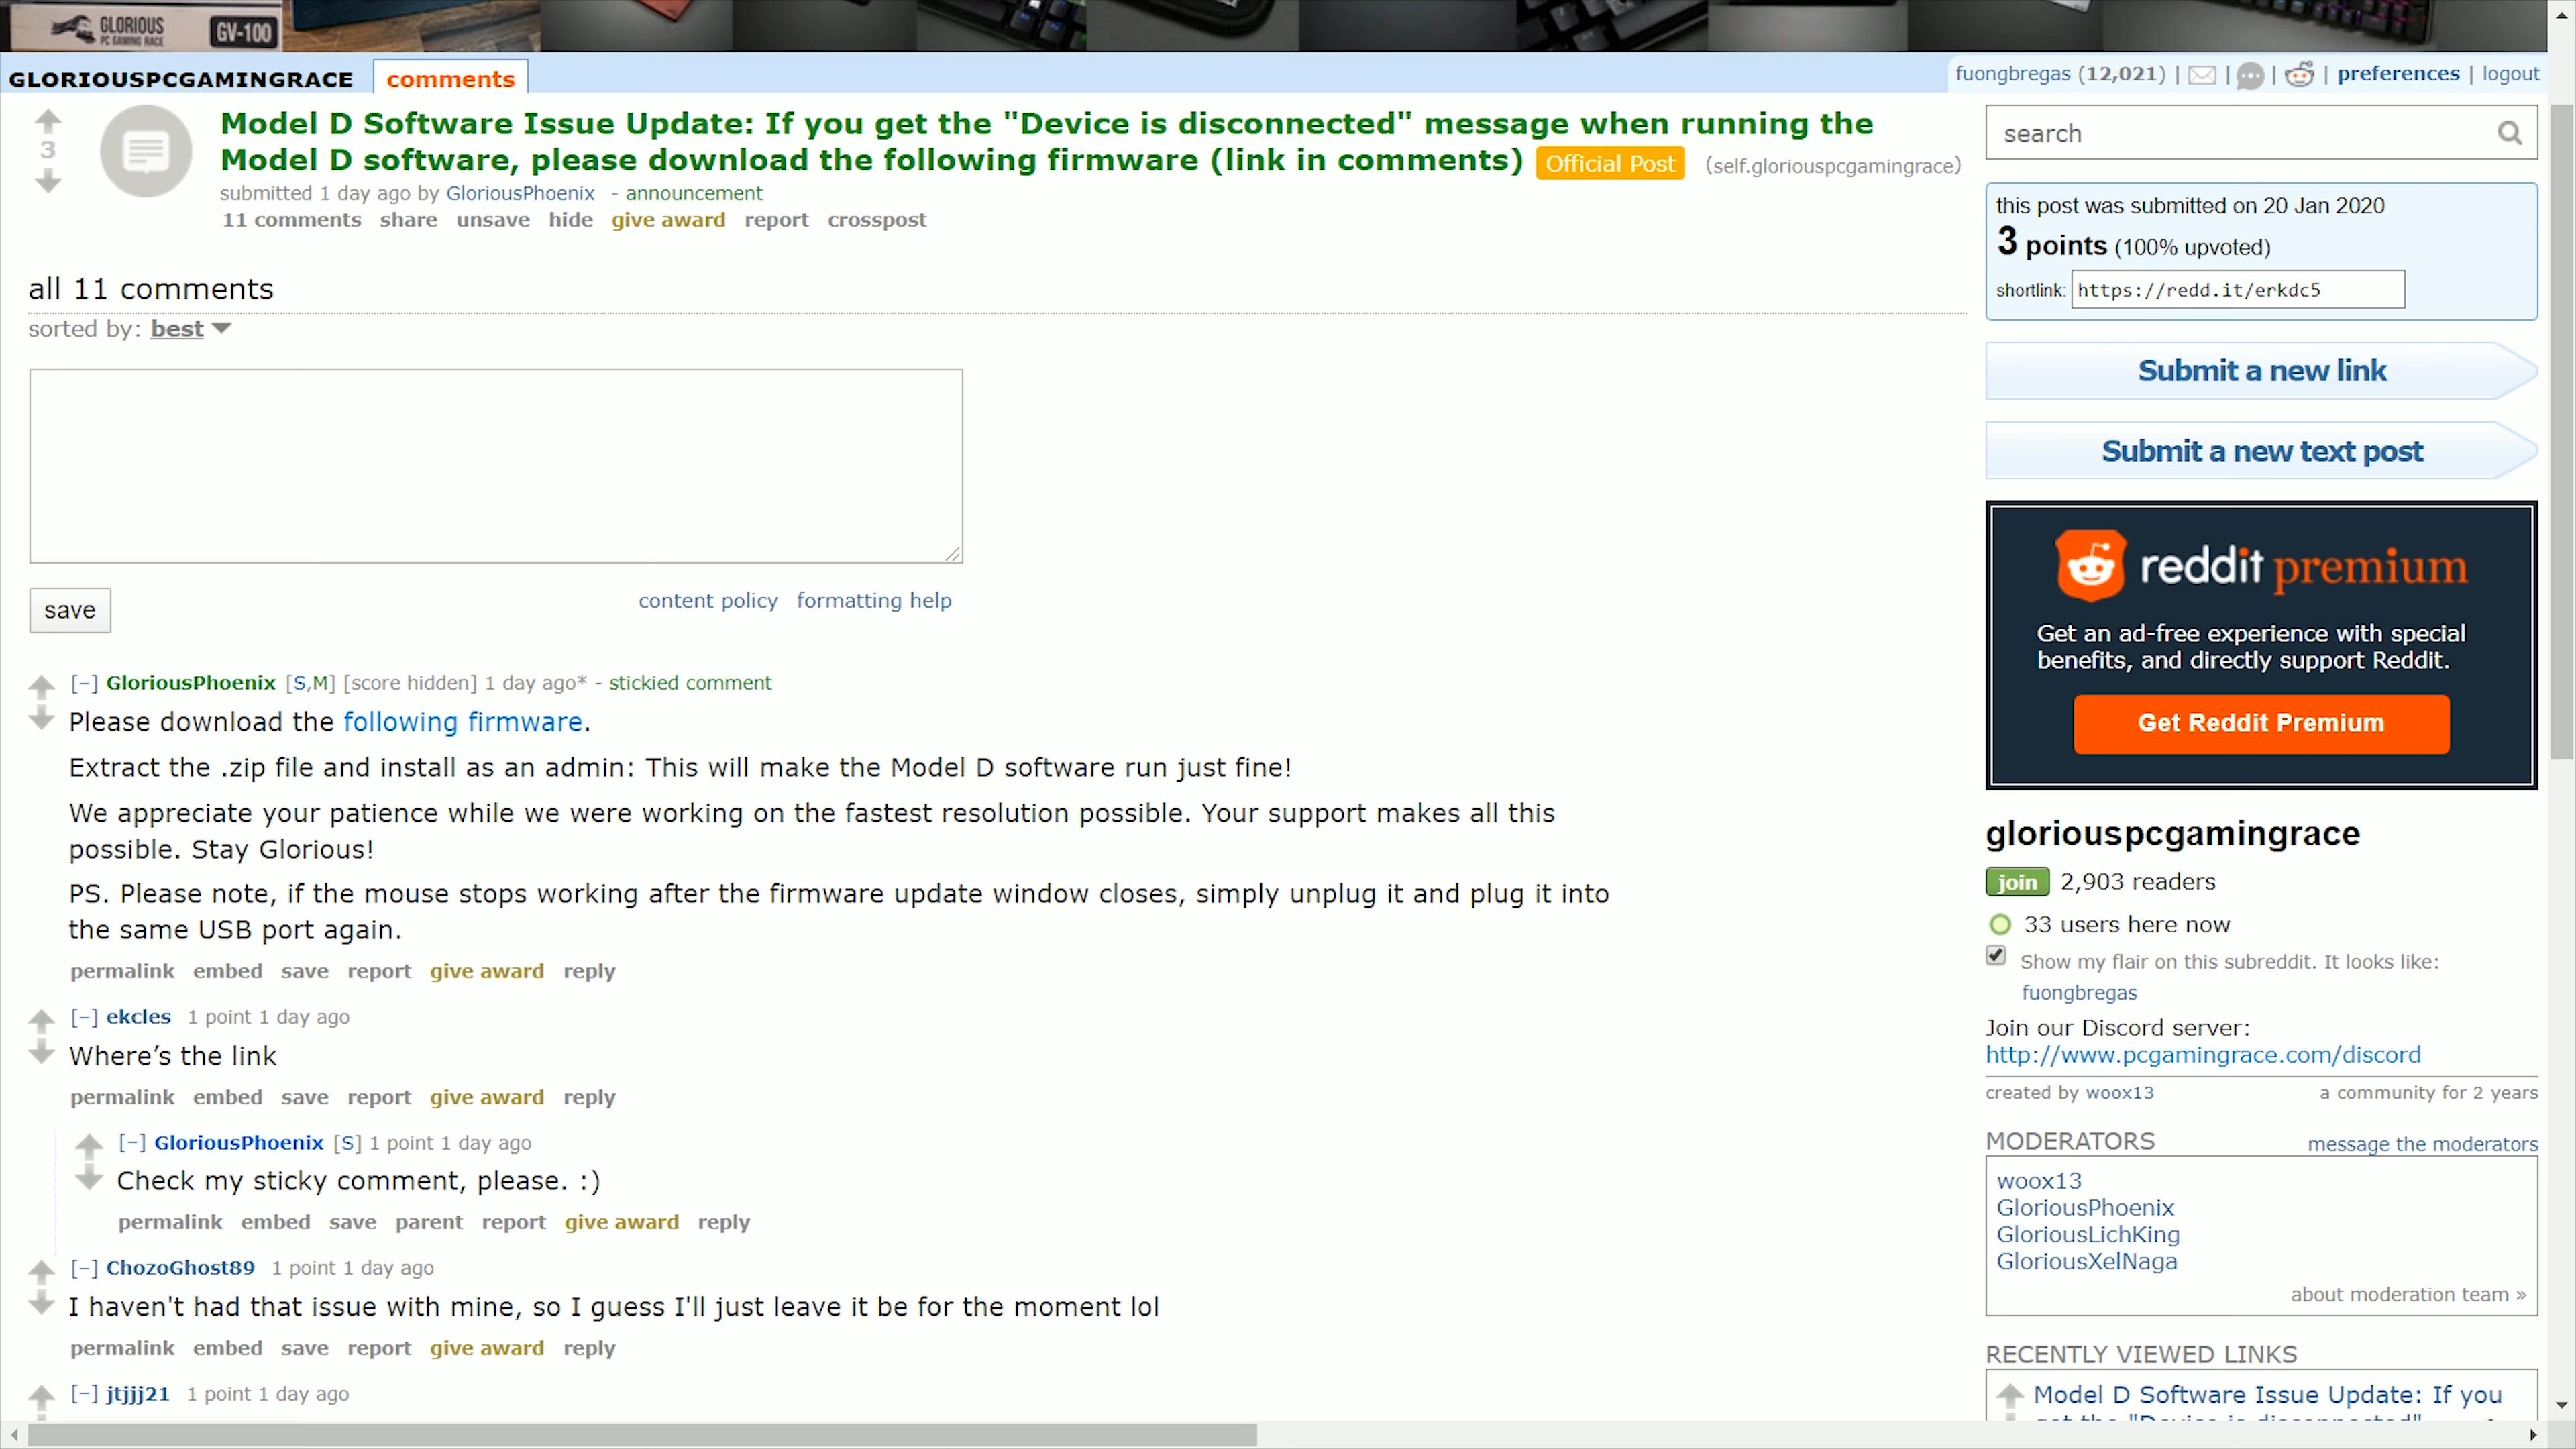 GLORIOUS
PC GAMING RACE
GV-100
GLORIOUSPCGAMINGRACE comments
fuongbregas (12,021) | | | | preferences | logout
3
Model D Software Issue Update: If you get the "Device is disconnected" message when running the
Model D software, please download the following firmware (link in comments) Official Post (self.gloriouspcgamingrace)
submitted 1 day ago by GloriousPhoenix - announcement
11 comments share unsave hide give award report crosspost
all 11 comments
sorted by: best
save
content policy formatting help
[–] GloriousPhoenix [S,M] [score hidden] 1 day ago* - stickied comment
Please download the following firmware.
Extract the .zip file and install as an admin: This will make the Model D software run just fine!
We appreciate your patience while we were working on the fastest resolution possible. Your support makes all this
possible. Stay Glorious!
PS. Please note, if the mouse stops working after the firmware update window closes, simply unplug it and plug it into
the same USB port again.
permalink embed save report give award reply
[–] ekcles 1 point 1 day ago
Where’s the link
permalink embed save report give award reply
[–] GloriousPhoenix [S] 1 point 1 day ago
Check my sticky comment, please. :)
permalink embed save parent report give award reply
[–] ChozoGhost89 1 point 1 day ago
I haven't had that issue with mine, so I guess I'll just leave it be for the moment lol
permalink embed save report give award reply
[–] jtjjj21 1 point 1 day ago
search
this post was submitted on 20 Jan 2020
3 points (100% upvoted)
shortlink: https://redd.it/erkdc5
Submit a new link
Submit a new text post
reddit premium
Get an ad-free experience with special
benefits, and directly support Reddit.
Get Reddit Premium
gloriouspcgamingrace
join 2,903 readers
33 users here now
Show my flair on this subreddit. It looks like:
fuongbregas
Join our Discord server:
http://www.pcgamingrace.com/discord
created by woox13 a community for 2 years
MODERATORS message the moderators
woox13
GloriousPhoenix
GloriousLichKing
GloriousXelNaga
about moderation team »
RECENTLY VIEWED LINKS
Model D Software Issue Update: If you
get the "Device is disconnected"